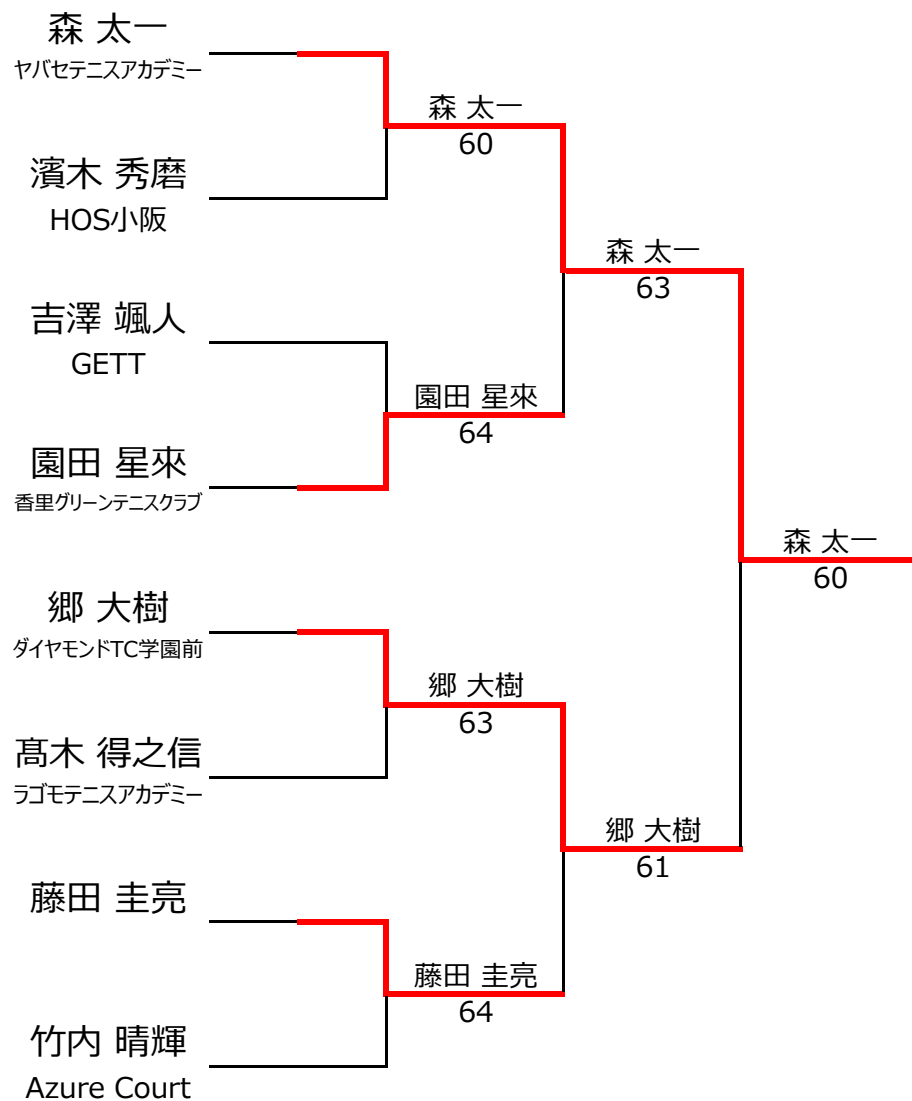 森 太一
ヤバセテニスアカデミー
濱木 秀磨
HOS小阪
吉澤 颯人
GETT
園田 星來
香里グリーンテニスクラブ
郷 大樹
ダイヤモンドTC学園前
髙木 得之信
ラゴモテニスアカデミー
藤田 圭亮
竹内 晴輝
Azure Court
森 太一
60
園田 星來
64
郷 大樹
63
藤田 圭亮
64
森 太一
63
郷 大樹
61
森 太一
60